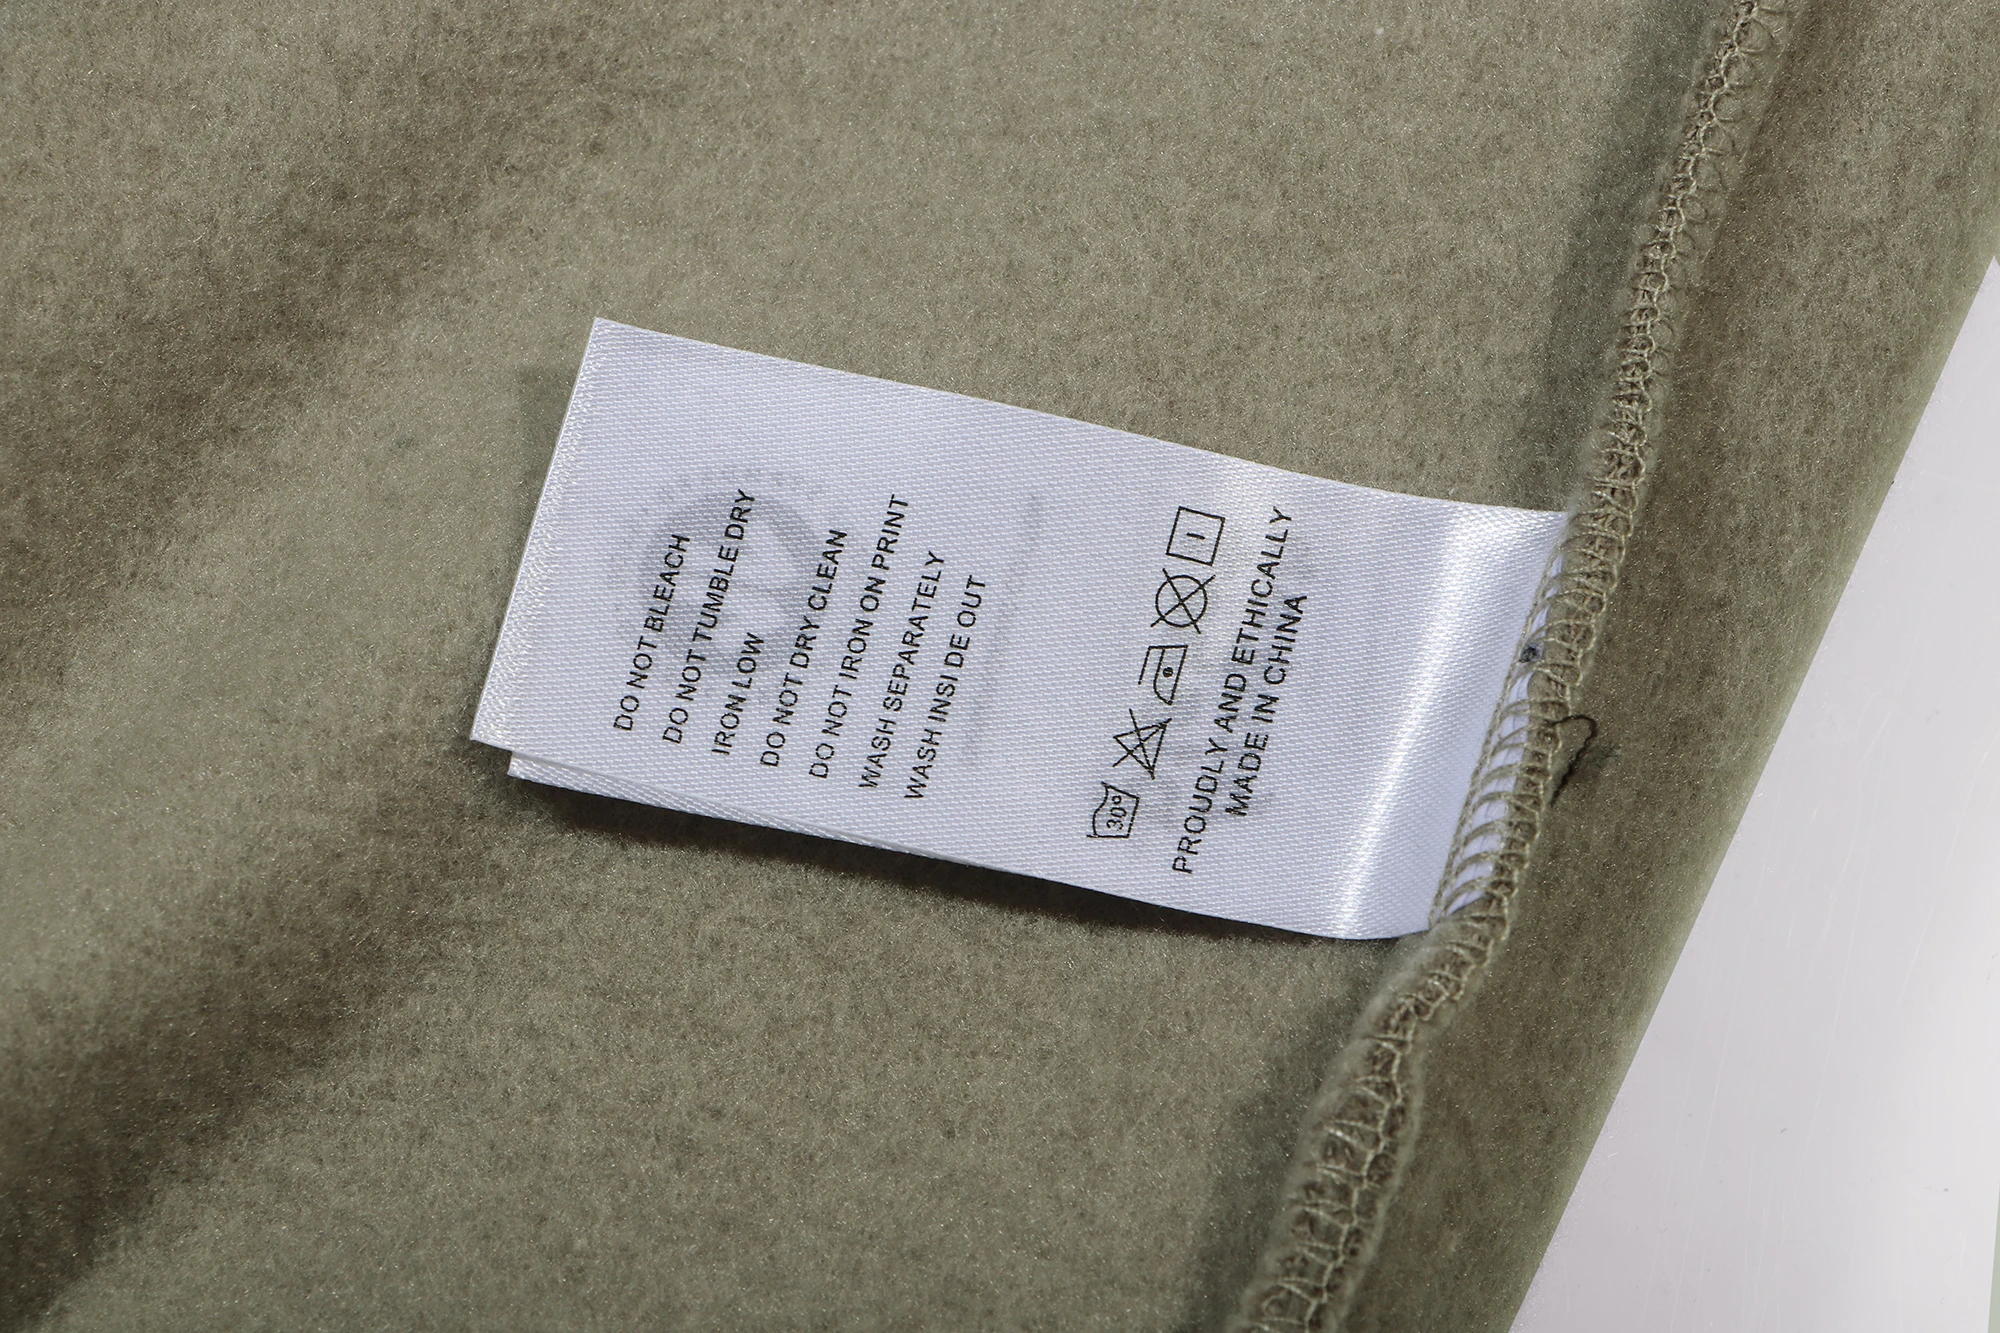 DO NOT BLEACH
DO NOT TUMBLE DRY
IRON LOW
DO NOT DRY CLEAN
DO NOT IRON ON PRINT
WASH SEPARATELY
WASH INSI DE OUT
30°
PROUDLY AND ETHICALLY
MADE IN CHINA